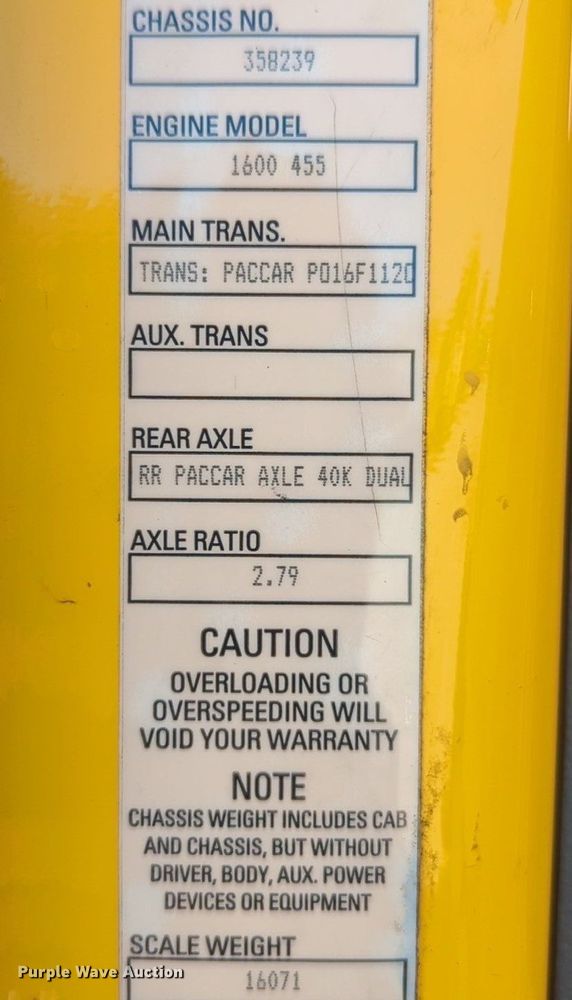 CHASSIS NO.
358239
ENGINE MODEL
1600 455
MAIN TRANS.
TRANS: PACCAR PO16F112C
AUX. TRANS
REAR AXLE
RR PACCAR AXLE 40K DUAL
AXLE RATIO
2.79
CAUTION
OVERLOADING OR
OVERSPEEDING WILL
VOID YOUR WARRANTY
NOTE
CHASSIS WEIGHT INCLUDES CAB
AND CHASSIS, BUT WITHOUT
DRIVER, BODY, AUX. POWER
DEVICES OR EQUIPMENT
SCALE WEIGHT
Purple Wave Auction
16071